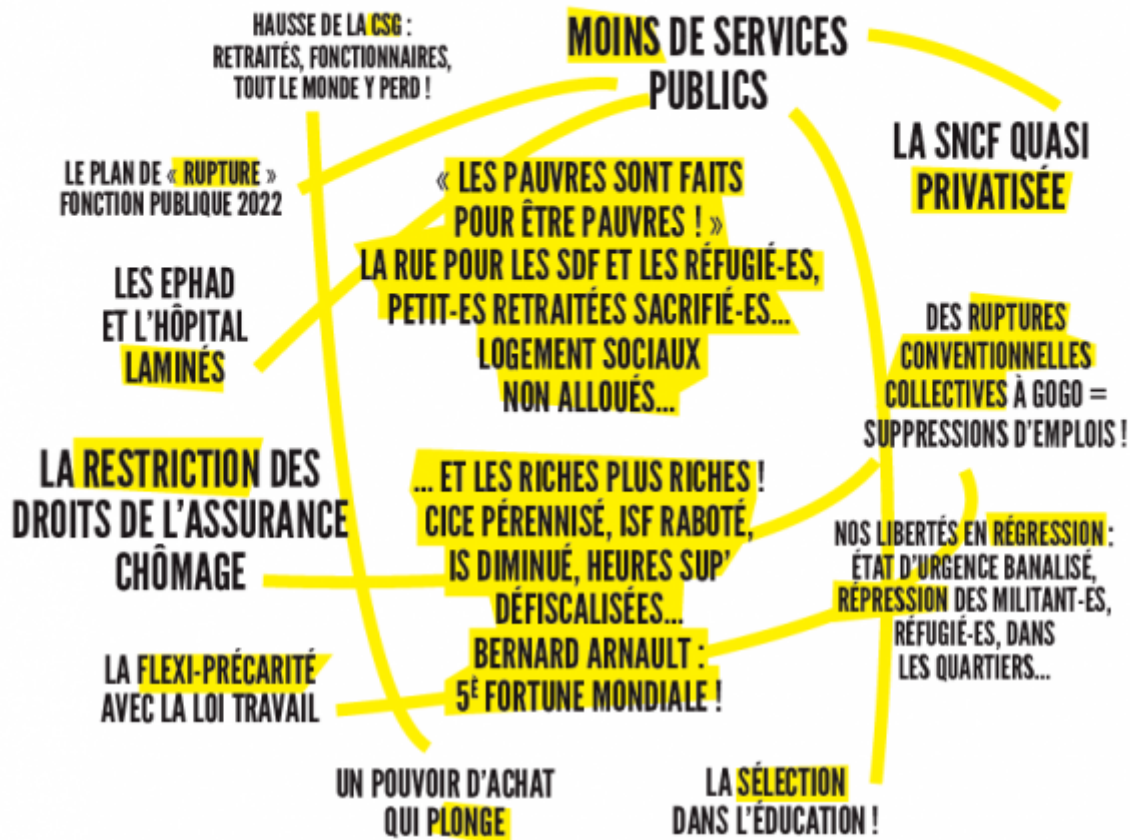 HAUSSE DE LA CSG :
RETRAITÉS, FONCTIONNAIRES,
TOUT LE MONDE Y PERD !
MOINS DE SERVICES
PUBLICS
LA SNCF QUASI
PRIVATISÉE
LE PLAN DE « RUPTURE »
FONCTION PUBLIQUE 2022
« LES PAUVRES SONT FAITS
POUR ÊTRE PAUVRES ! »
LA RUE POUR LES SDF ET LES RÉFUGIÉ-ES,
PETIT-ES RETRAITÉES SACRIFIÉ-ES...
LOGEMENT SOCIAUX
NON ALLOUÉS...
LES EPHAD
ET L'HÔPITAL
LAMINÉS
DES RUPTURES
CONVENTIONNELLES
COLLECTIVES À GOGO =
SUPPRESSIONS D'EMPLOIS !
LA RESTRICTION DES
DROITS DE L'ASSURANCE
CHÔMAGE
... ET LES RICHES PLUS RICHES !
CICE PÉRENNISÉ, ISF RABOTÉ,
IS DIMINUÉ, HEURES SUP'
DÉFISCALISÉES...
BERNARD ARNAULT :
5È FORTUNE MONDIALE !
NOS LIBERTÉS EN RÉGRESSION :
ÉTAT D'URGENCE BANALISÉ,
RÉPRESSION DES MILITANT-ES,
RÉFUGIÉ-ES, DANS
LES QUARTIERS...
LA FLEXI-PRÉCARITÉ
AVEC LA LOI TRAVAIL
UN POUVOIR D'ACHAT
QUI PLONGE
LA SÉLECTION
DANS L'ÉDUCATION !